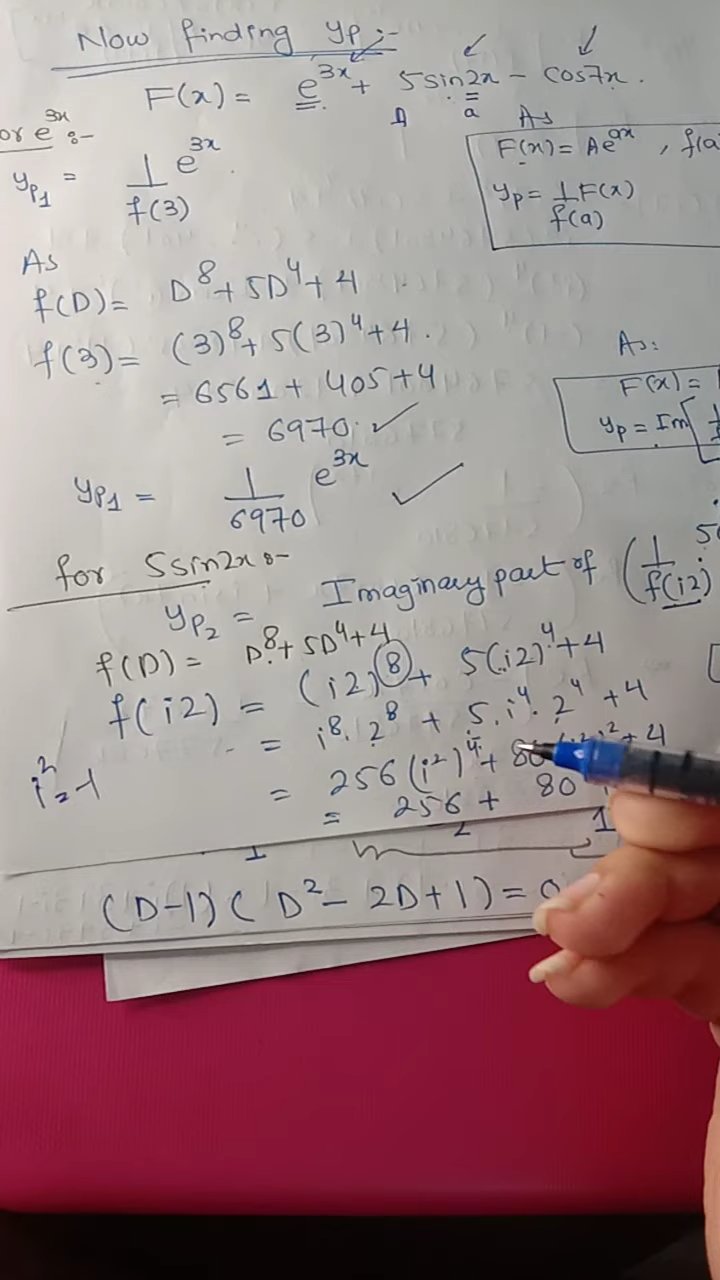 Now finding yp :-
F(x) = e^3x + 5sin2x - cos7x.
a
or e^3x :-
As
F(x) = Ae^ax , f(a
yp = 1/f(a) F(x)
yp1 = 1/f(3) e^3x.
As
f(D) = D^8 + 5D^4 + 4
f(3) = (3)^8 + 5(3)^4 + 4.
= 6561 + 405 + 4
= 6970. ✓
As:
F(x) =
yp = Im[
yp1 = 1/6970 e^3x ✓
for 5sin2x :-
yp2 = Imaginary part of (1/f(i2)
f(D) = D^8 + 5D^4 + 4
f(i2) = (i2)^8 + 5(i2)^4 + 4
= i^8. 2^8 + 5. i^4. 2^4 + 4
i^2 = -1
= 256 (i^2)^4 + 80 + 4
= 256 + 80
(D-1) ( D^2 - 2D + 1) = 0